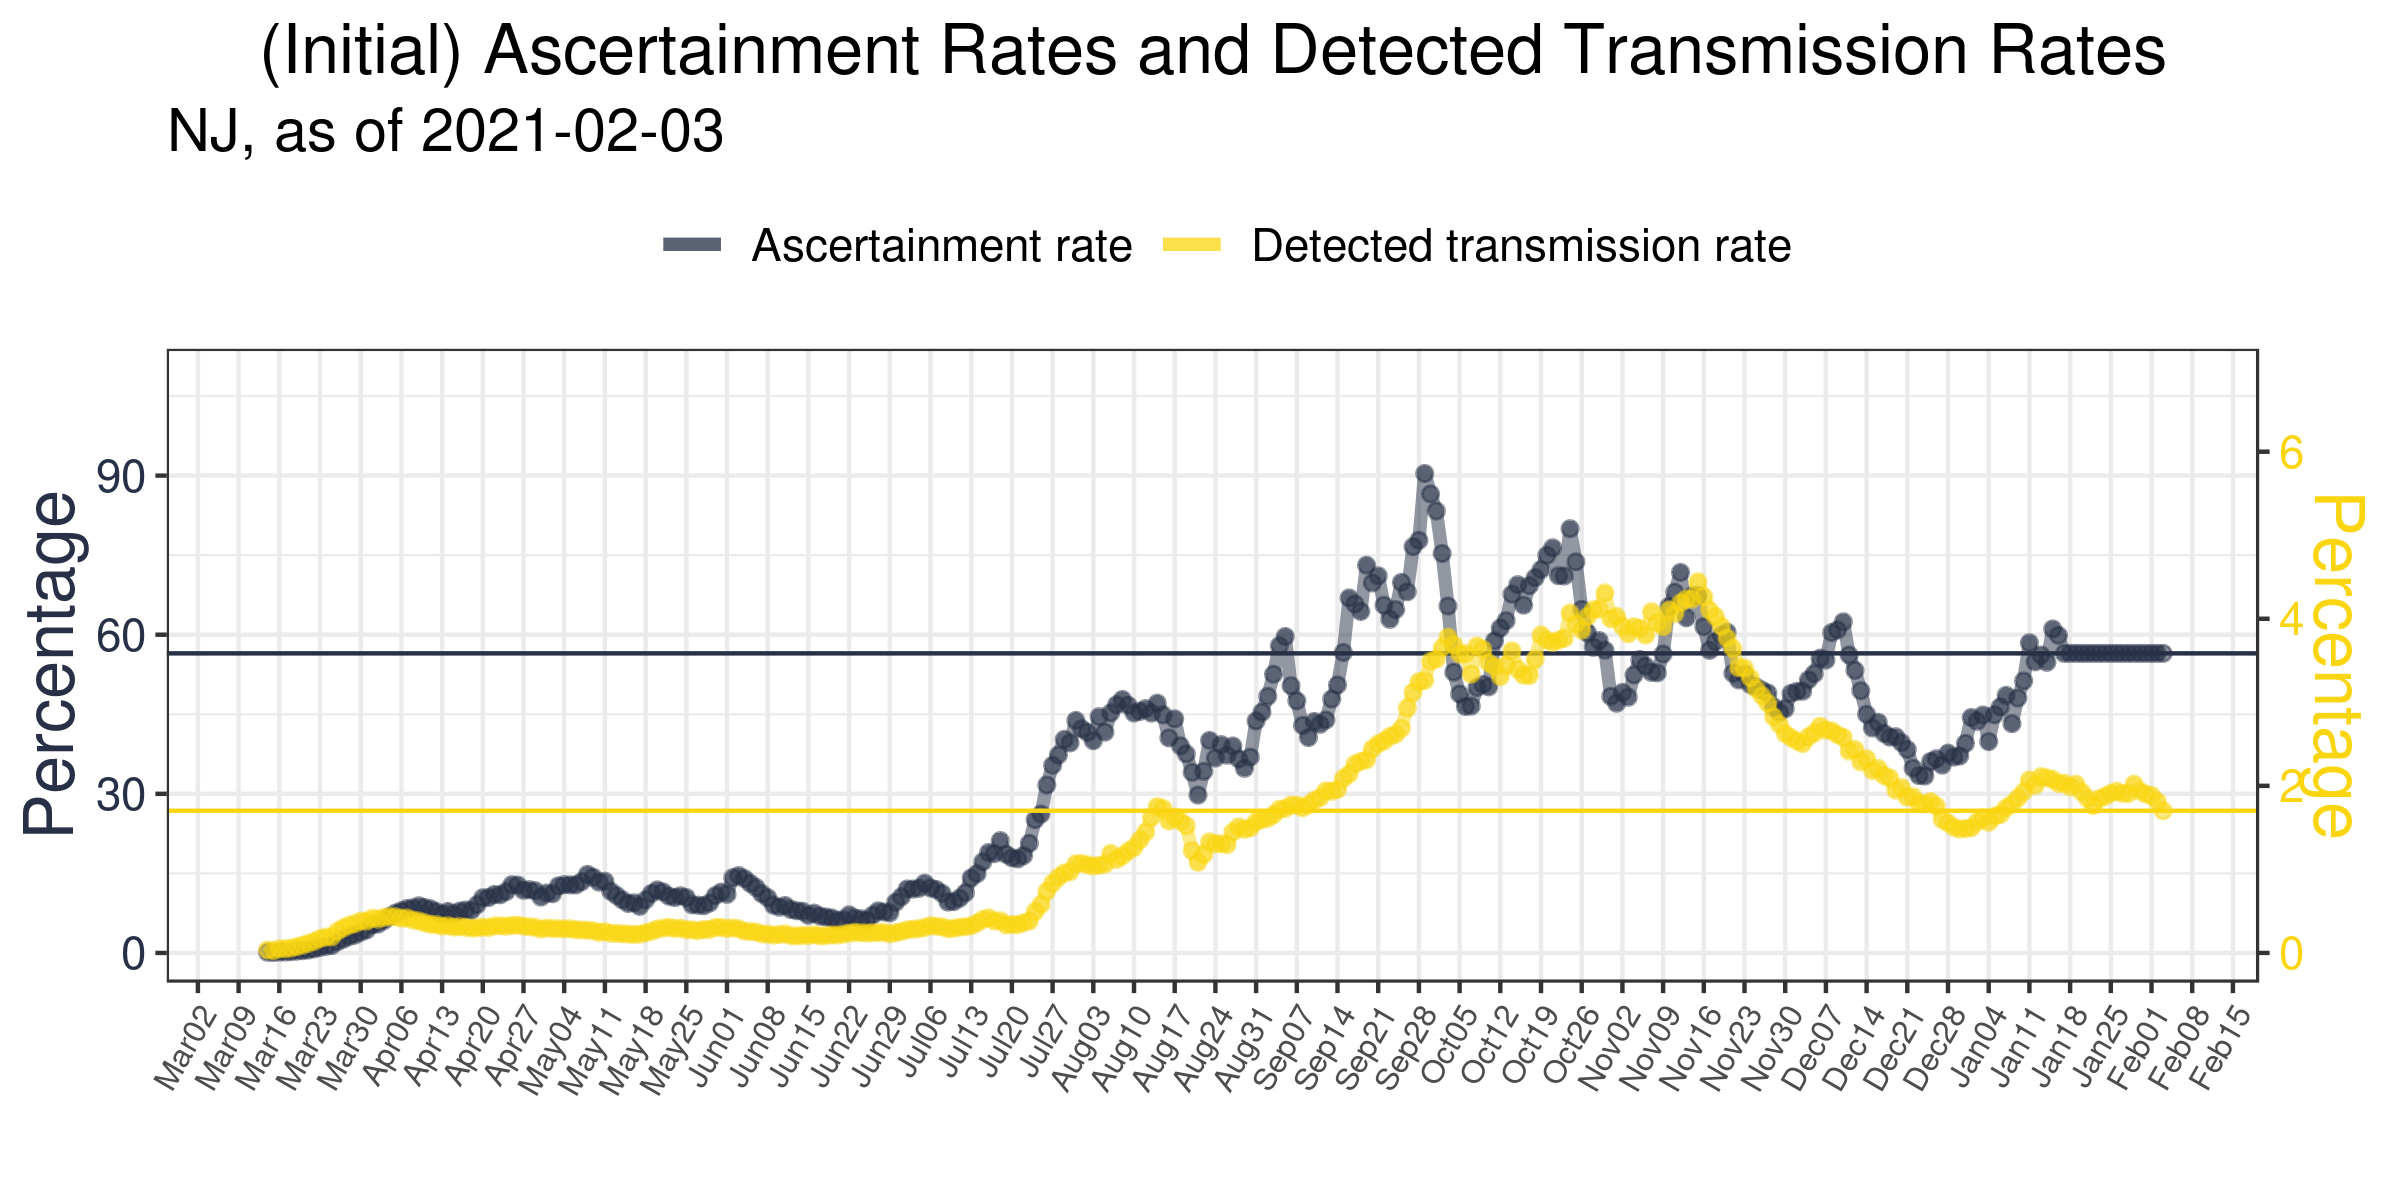 (Initial) Ascertainment Rates and Detected Transmission Rates
NJ, as of 2021-02-03
Ascertainment rate Detected transmission rate
Percentage
90
60
30
0
6
4
2
0
Percentage
Mar02 Mar09 Mar16 Mar23 Mar30 Apr06 Apr13 Apr20 Apr27 May04 May11 May18 May25 Jun01 Jun08 Jun15 Jun22 Jun29 Jul06 Jul13 Jul20 Jul27 Aug03 Aug10 Aug17 Aug24 Aug31 Sep07 Sep14 Sep21 Sep28 Oct05 Oct12 Oct19 Oct26 Nov02 Nov09 Nov16 Nov23 Nov30 Dec07 Dec14 Dec21 Dec28 Jan04 Jan11 Jan18 Jan25 Feb01 Feb08 Feb15